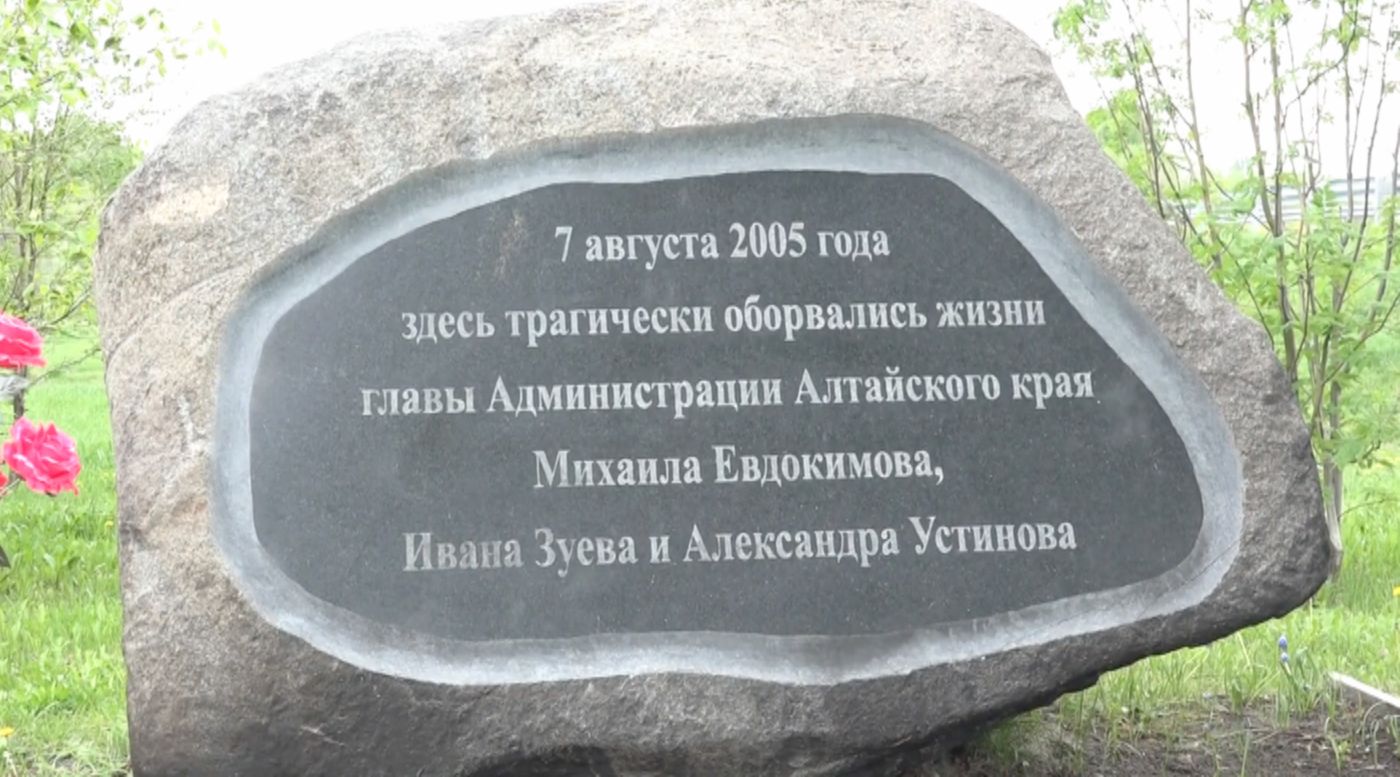 7 августа 2005 года
здесь трагически оборвались жизни
главы Администрации Алтайского края
Михаила Евдокимова,
Ивана Зуева и Александра Устинова